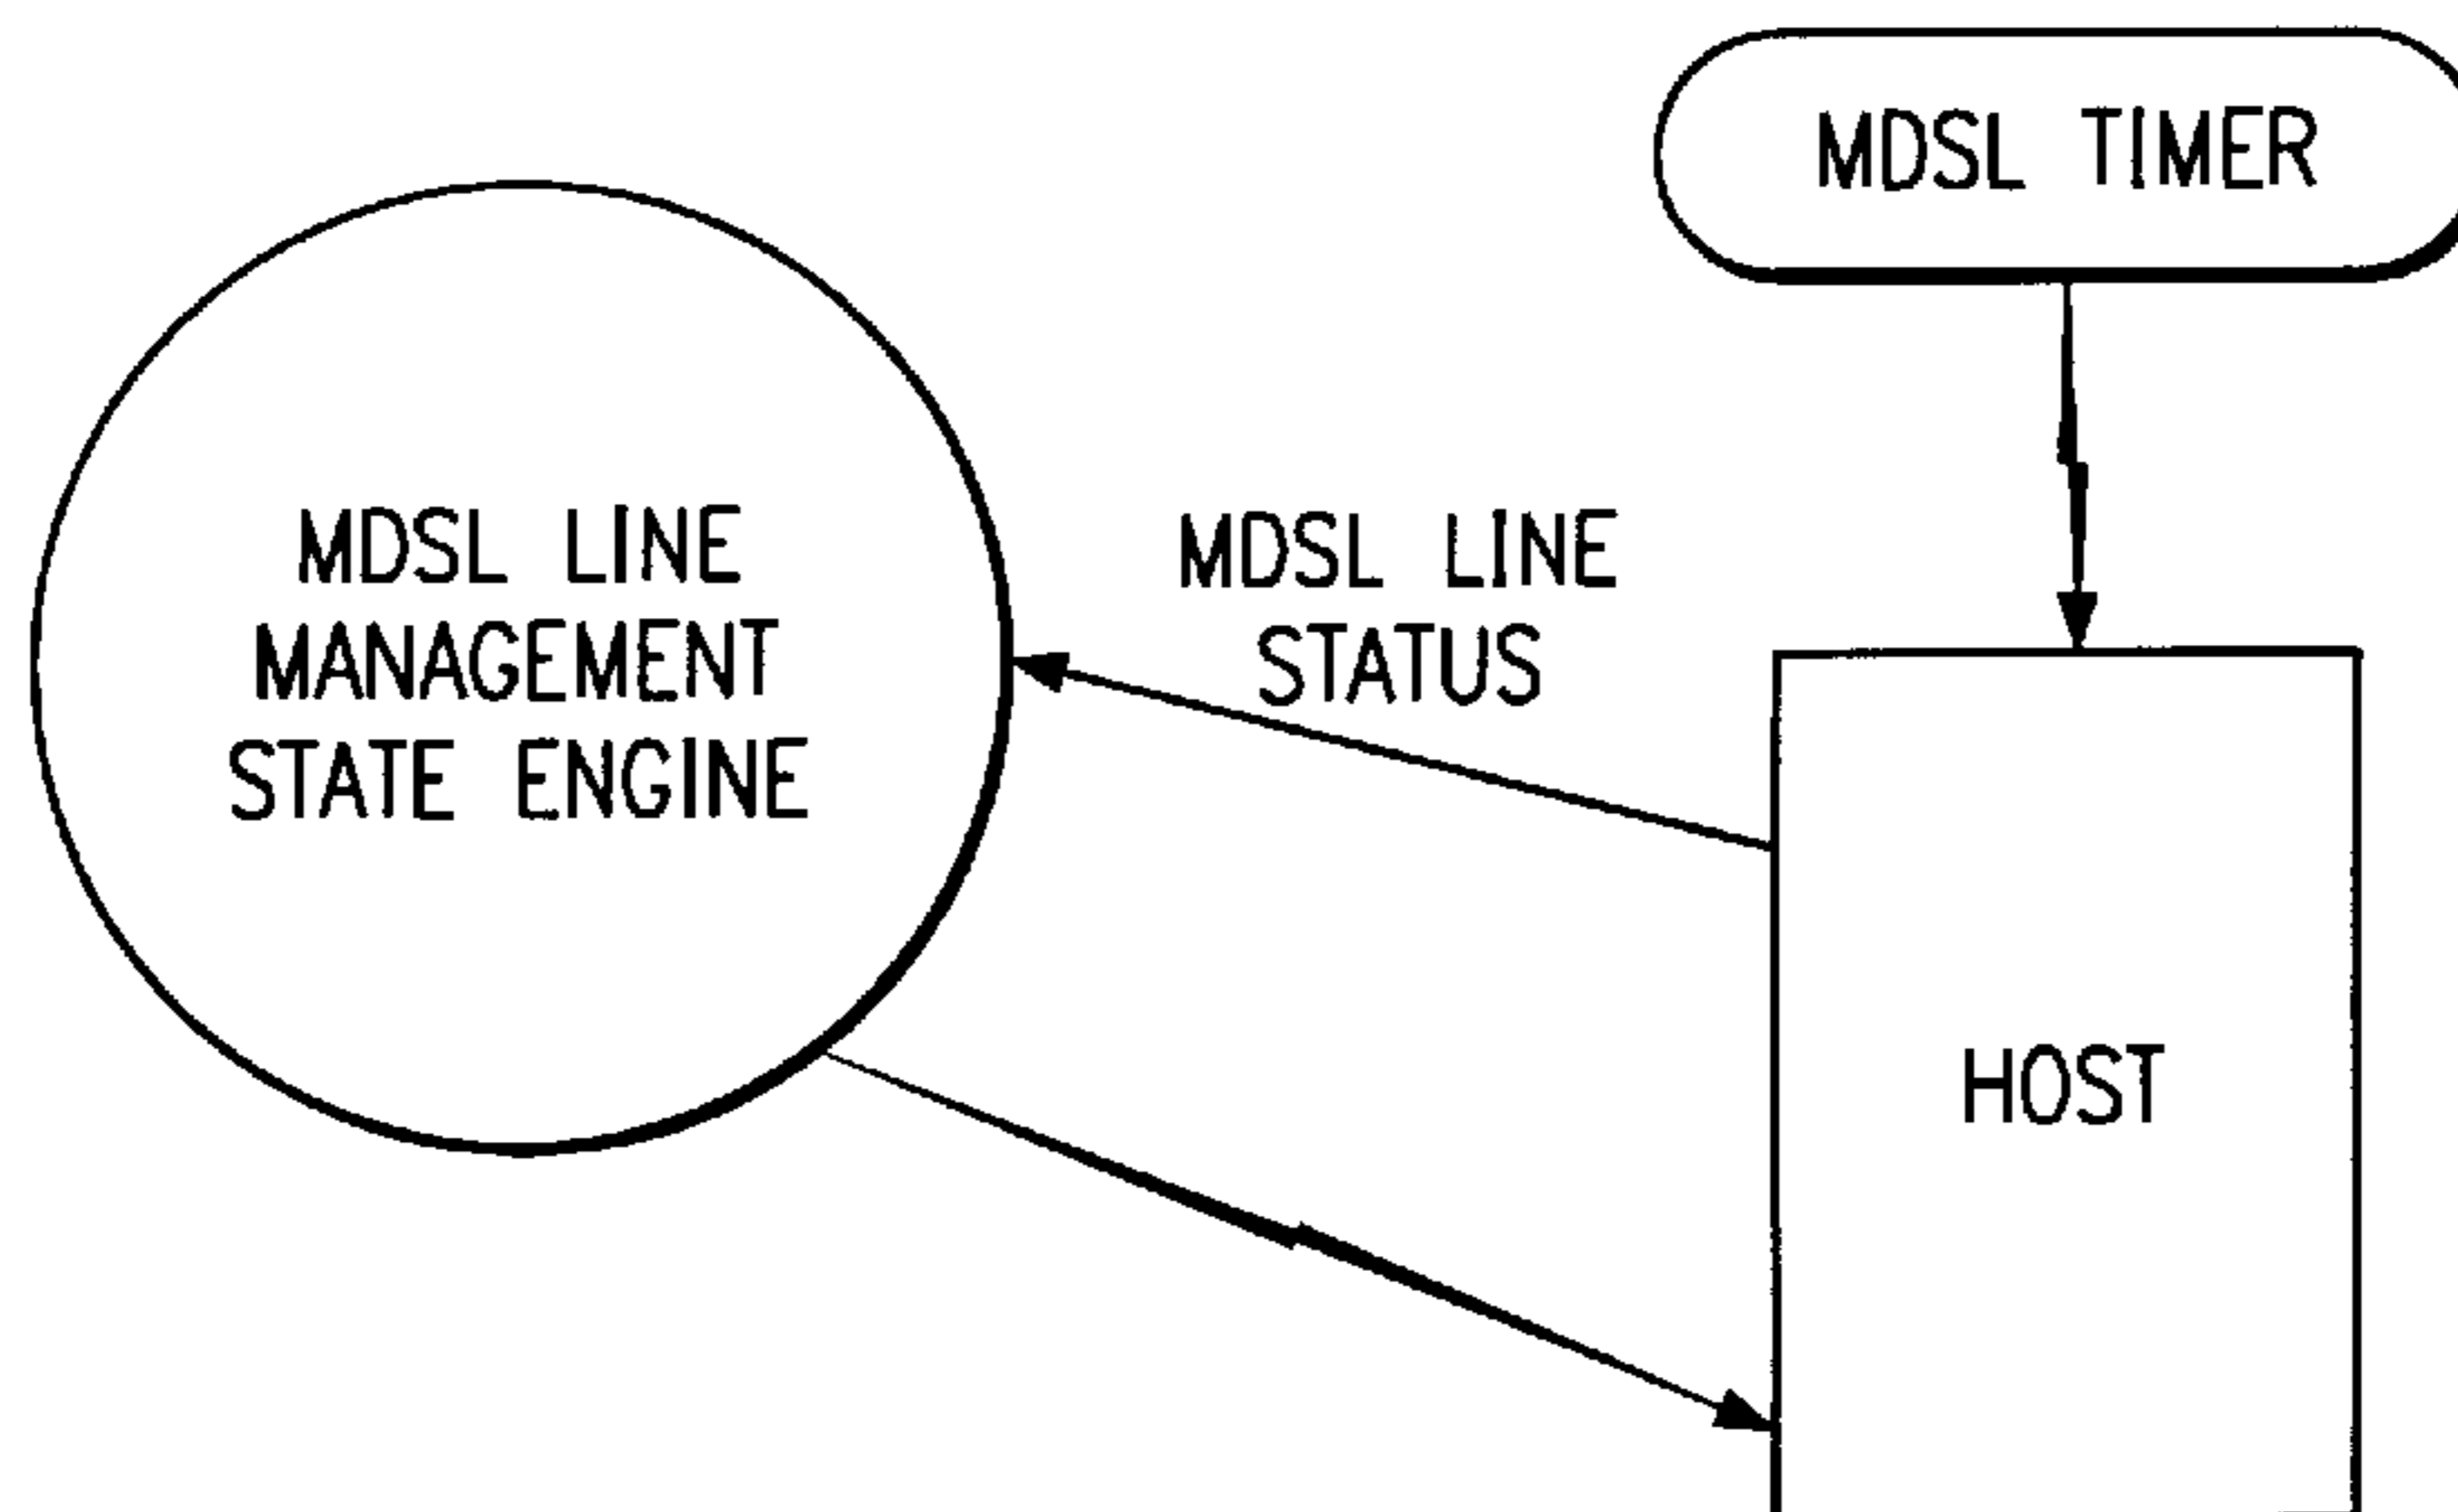 MDSL TIMER
MDSL LINE
MANAGEMENT
STATE ENGINE
MDSL LINE
STATUS
HOST